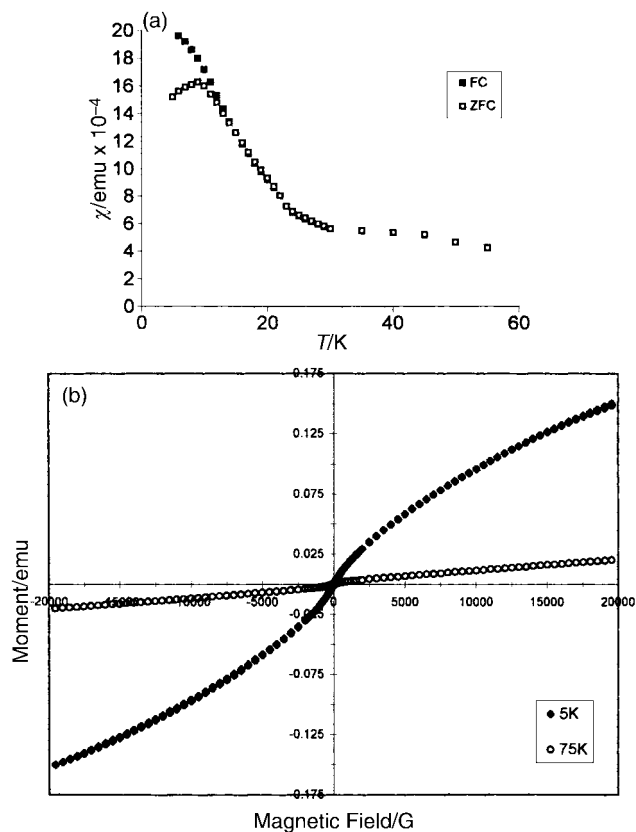 (a)
20
18
16
14
12
10
8
6
4
2
0
χ/emu x 10⁻⁴
FC
ZFC
0 20 40 60
T/K
(b)
0.175
0.125
0.075
0.025
-20000 -15000 -10000 -5000 0 5000 10000 15000 20000
-0.025
-0.075
-0.125
-0.175
Moment/emu
5K
75K
Magnetic Field/G